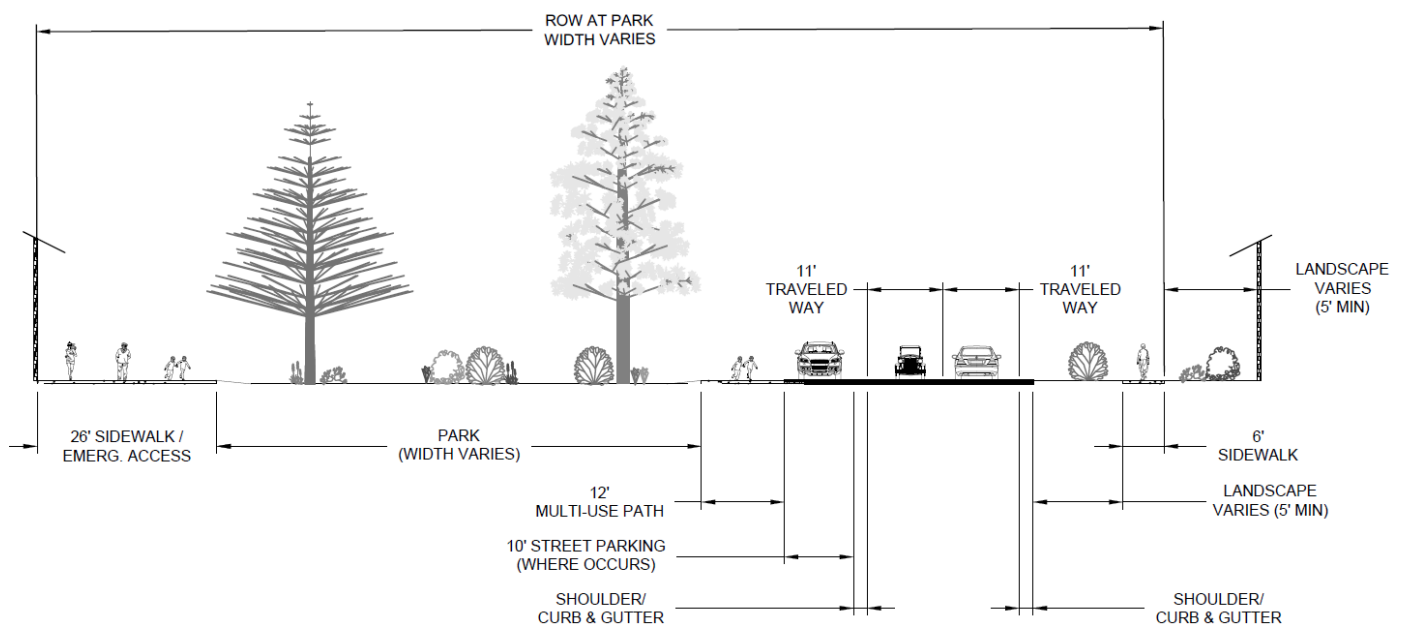 ROW AT PARK
WIDTH VARIES
11'
TRAVELED
WAY
11'
TRAVELED
WAY
LANDSCAPE
VARIES
(5' MIN)
26' SIDEWALK /
EMERG. ACCESS
PARK
(WIDTH VARIES)
6'
SIDEWALK
12'
MULTI-USE PATH
LANDSCAPE
VARIES (5' MIN)
10' STREET PARKING
(WHERE OCCURS)
SHOULDER/
CURB & GUTTER
SHOULDER/
CURB & GUTTER